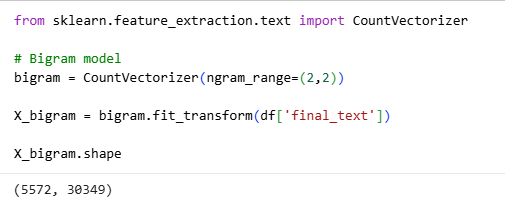 from sklearn.feature_extraction.text import CountVectorizer
# Bigram model
bigram = CountVectorizer(ngram_range=(2,2))
X_bigram = bigram.fit_transform(df['final_text'])
X_bigram.shape
(5572, 30349)